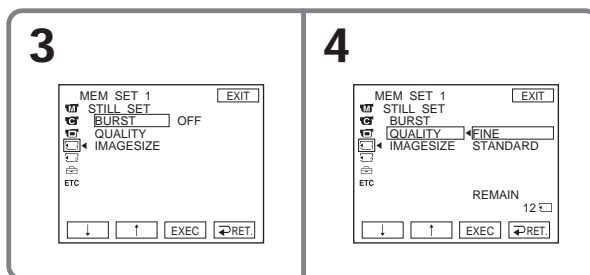 3
MEM SET 1 EXIT
STILL SET
BURST OFF
QUALITY
IMAGESIZE
ETC
↓ ↑ EXEC RET.
4
MEM SET 1 EXIT
STILL SET
BURST
QUALITY FINE
IMAGESIZE STANDARD
ETC
REMAIN
12
↓ ↑ EXEC RET.